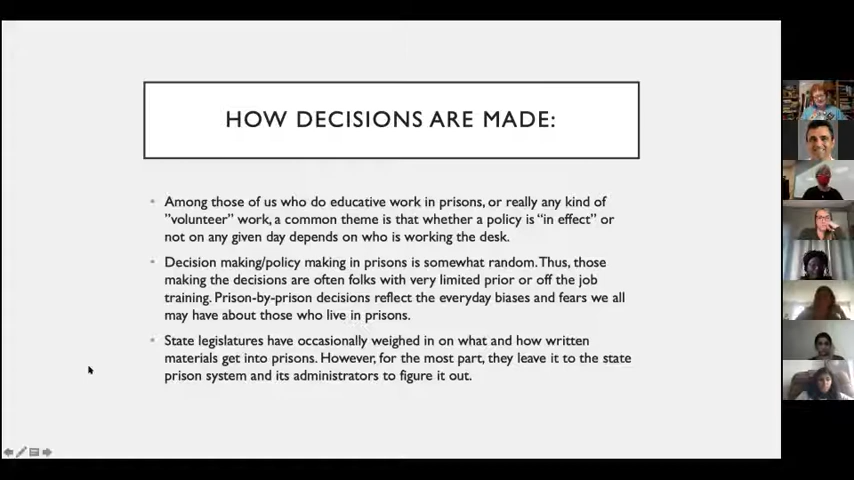 HOW DECISIONS ARE MADE:
Among those of us who do educative work in prisons, or really any kind of
"volunteer" work, a common theme is that whether a policy is "in effect" or
not on any given day depends on who is working the desk.
Decision making/policy making in prisons is somewhat random. Thus, those
making the decisions are often folks with very limited prior or off the job
training. Prison-by-prison decisions reflect the everyday biases and fears we all
may have about those who live in prisons.
State legislatures have occasionally weighed in on what and how written
materials get into prisons. However, for the most part, they leave it to the state
prison system and its administrators to figure it out.